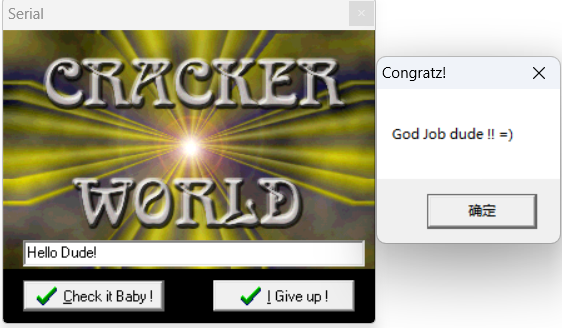 Serial
CRACKER
WORLD
Hello Dude!
Check it Baby !
I Give up !
Congratz!
God Job dude !! =)
确定